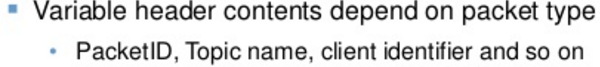 ▪ Variable header contents depend on packet type
• PacketID, Topic name, client identifier and so on